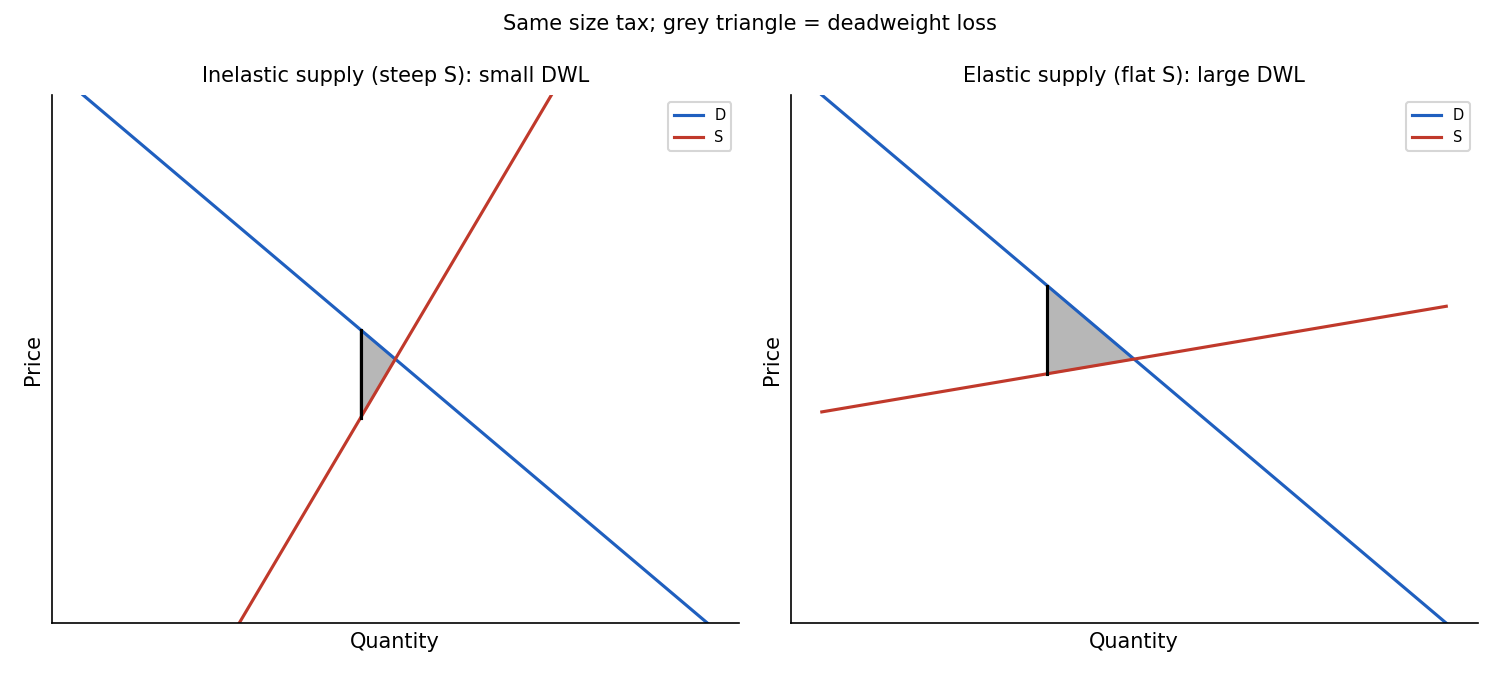 Same size tax; grey triangle = deadweight loss
Inelastic supply (steep S): small DWL
D
S
Price
Quantity
Elastic supply (flat S): large DWL
D
S
Price
Quantity